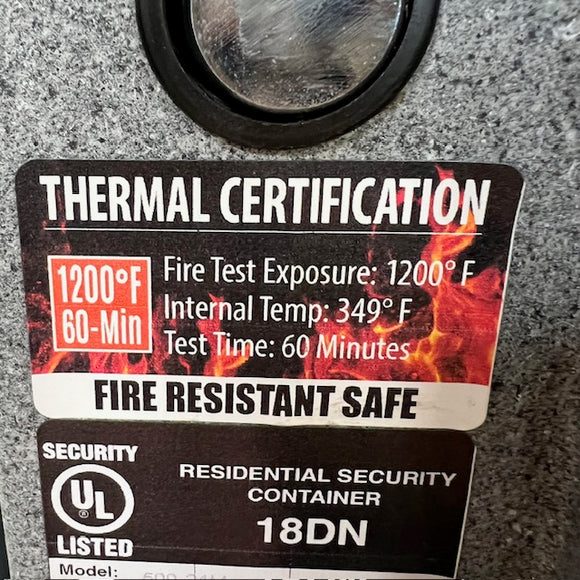 THERMAL CERTIFICATION
1200°F
60-Min
Fire Test Exposure: 1200° F
Internal Temp: 349° F
Test Time: 60 Minutes
FIRE RESISTANT SAFE
SECURITY
UL
®
LISTED
RESIDENTIAL SECURITY
CONTAINER
18DN
Model: